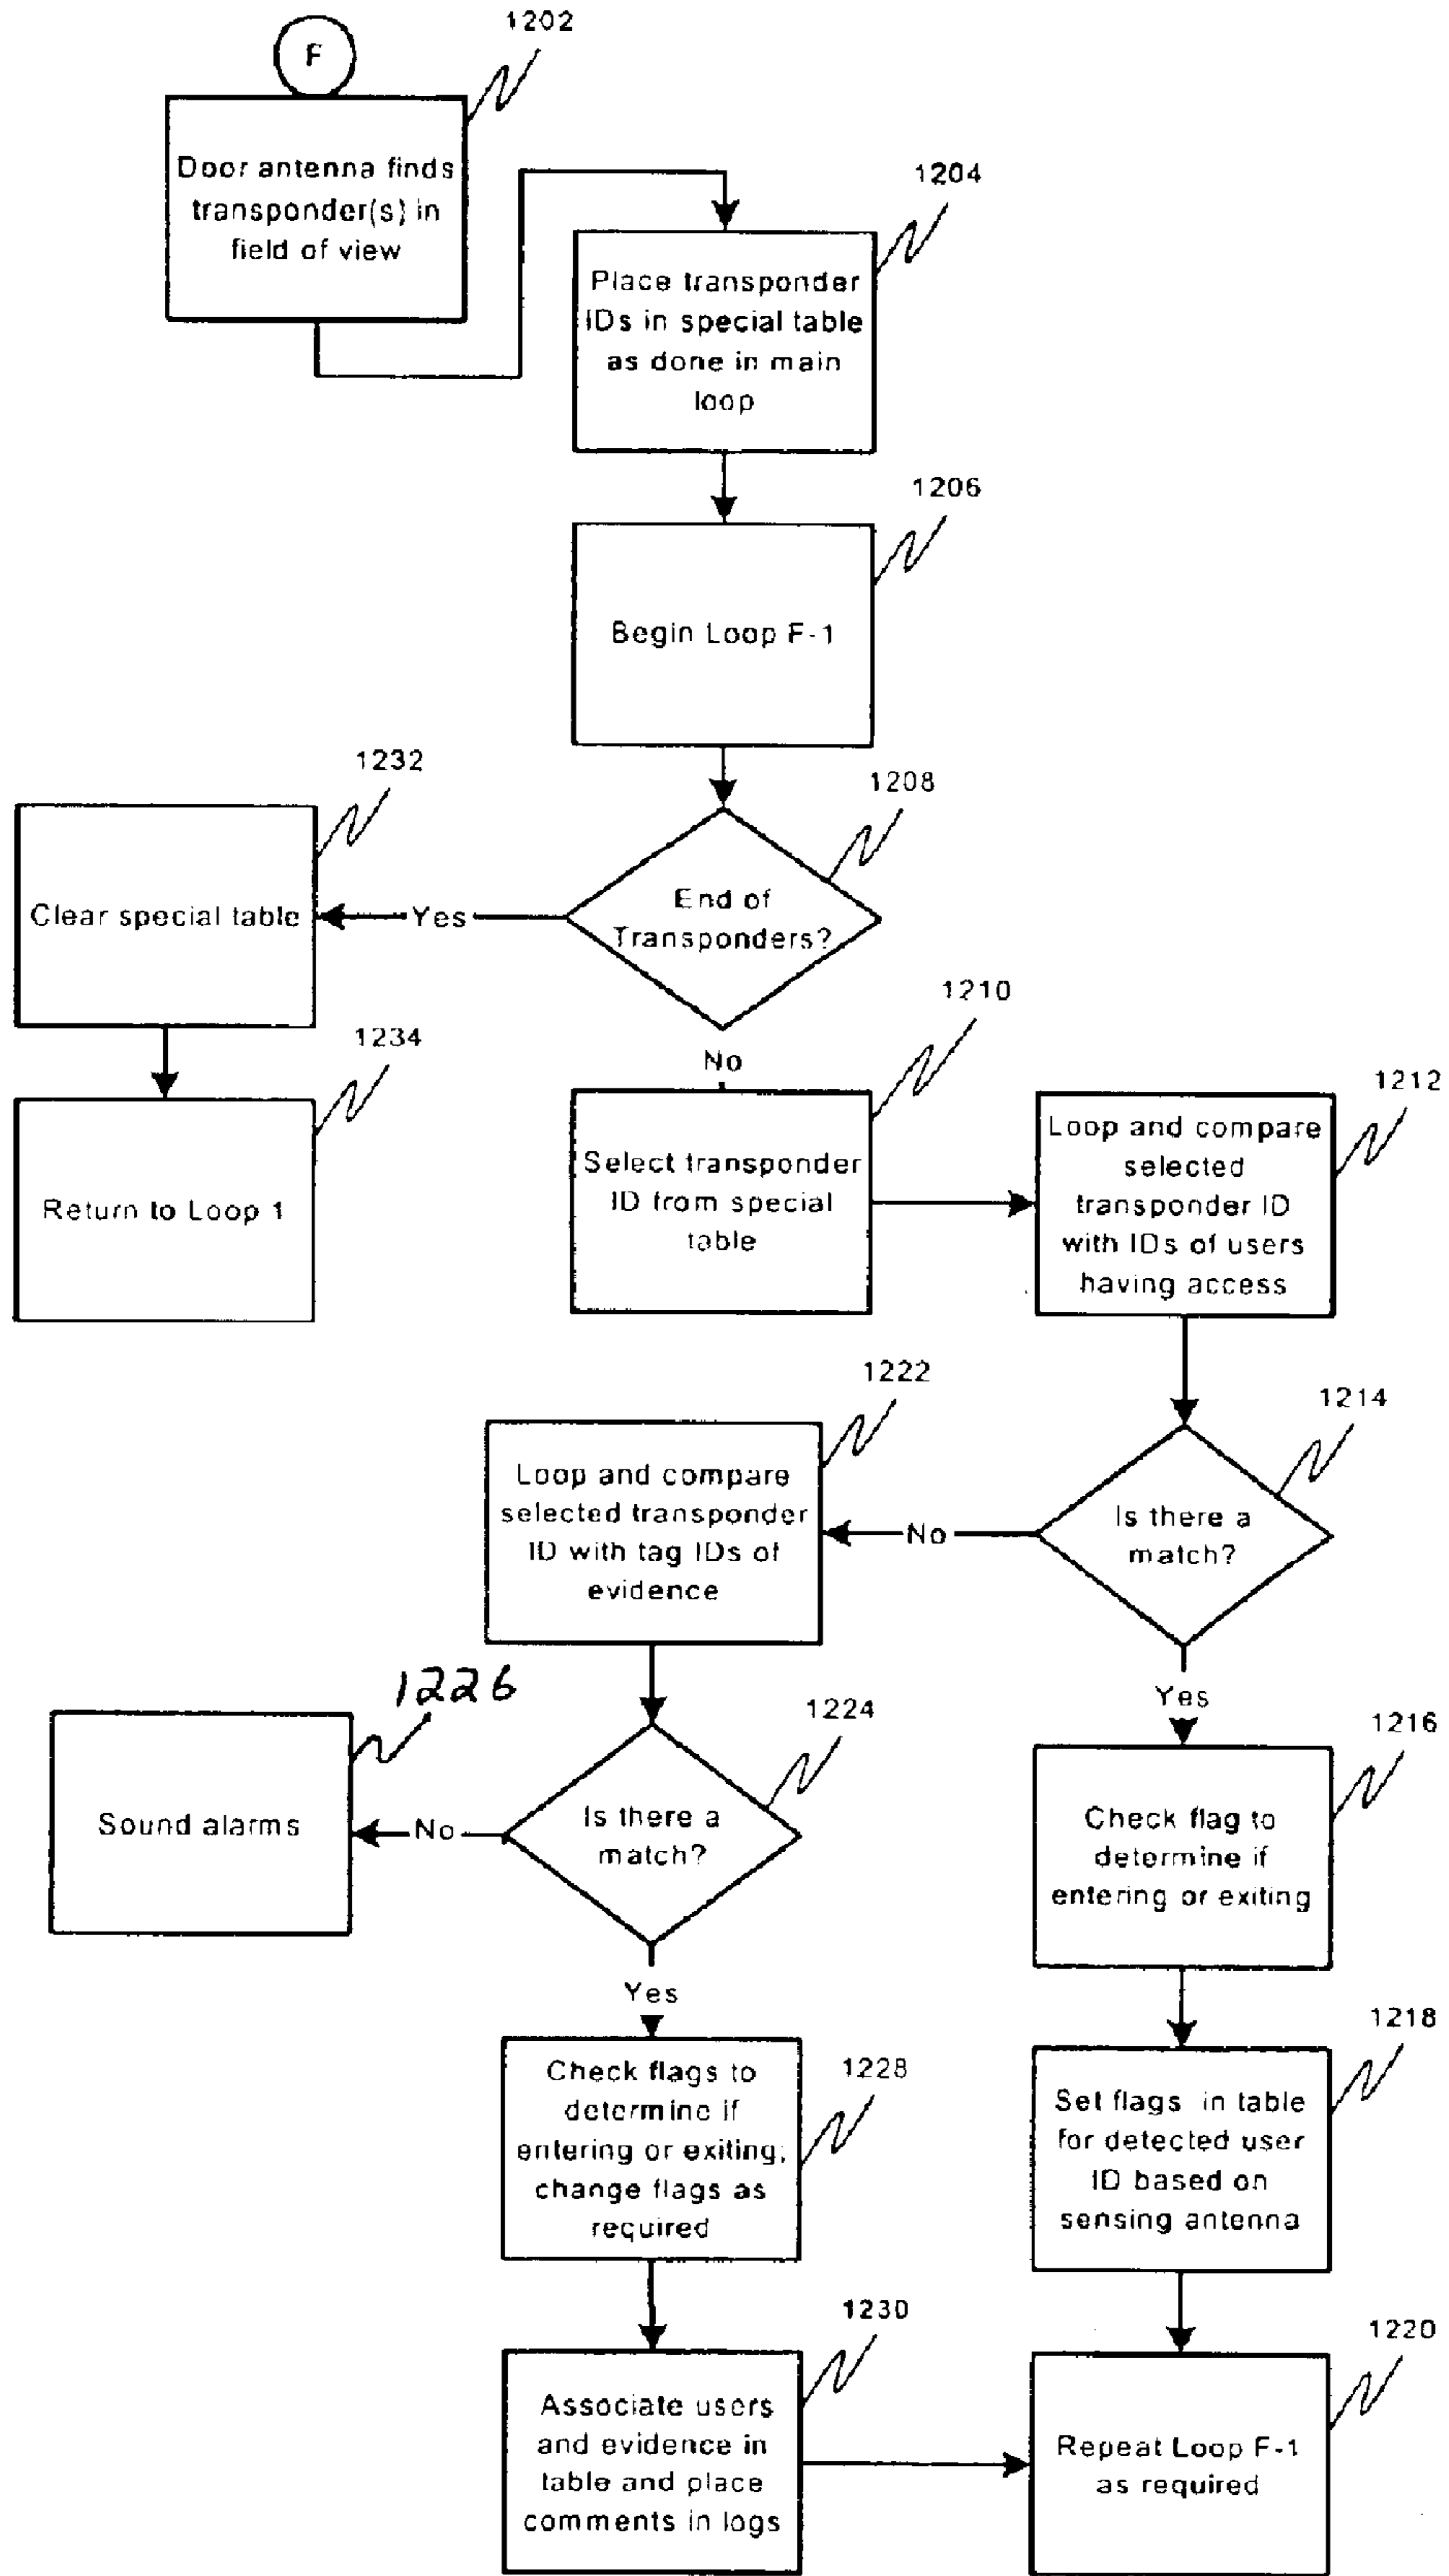 F
1202
Door antenna finds
transponder(s) in
field of view
1204
Place transponder
IDs in special table
as done in main
loop
1206
Begin Loop F-1
1208
End of
Transponders?
Yes
1232
Clear special table
1234
Return to Loop 1
No
1210
Select transponder
ID from special
table
1212
Loop and compare
selected
transponder ID
with IDs of users
having access
1214
Is there a
match?
No
1222
Loop and compare
selected transponder
ID with tag IDs of
evidence
1224
Is there a
match?
No
1226
Sound alarms
Yes
1216
Check flag to
determine if
entering or exiting
1218
Set flags in table
for detected user
ID based on
sensing antenna
Yes
1228
Check flags to
determine if
entering or exiting;
change flags as
required
1230
Associate users
and evidence in
table and place
comments in logs
1220
Repeat Loop F-1
as required